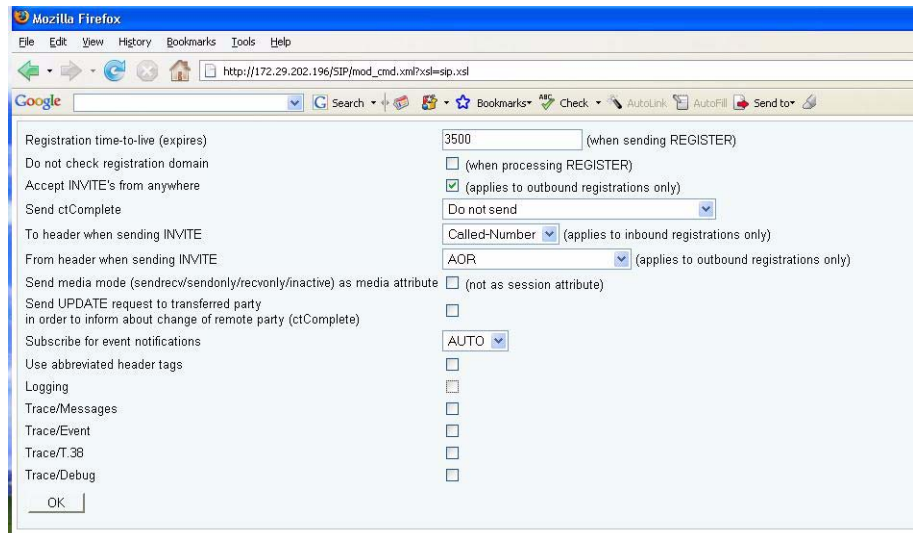 Mozilla Firefox
File Edit View History Bookmarks Tools Help
http://172.29.202.196/SIP/mod_cmd.xml?xsl=sip.xsl
Google G Search Bookmarks ABC Check AutoLink AutoFill Send to
Registration time-to-live (expires) 3500 (when sending REGISTER)
Do not check registration domain (when processing REGISTER)
Accept INVITE's from anywhere (applies to outbound registrations only)
Send ctComplete Do not send
To header when sending INVITE Called-Number (applies to inbound registrations only)
From header when sending INVITE AOR (applies to outbound registrations only)
Send media mode (sendrecv/sendonly/recvonly/inactive) as media attribute (not as session attribute)
Send UPDATE request to transferred party
in order to inform about change of remote party (ctComplete)
Subscribe for event notifications AUTO
Use abbreviated header tags
Logging
Trace/Messages
Trace/Event
Trace/T.38
Trace/Debug
OK